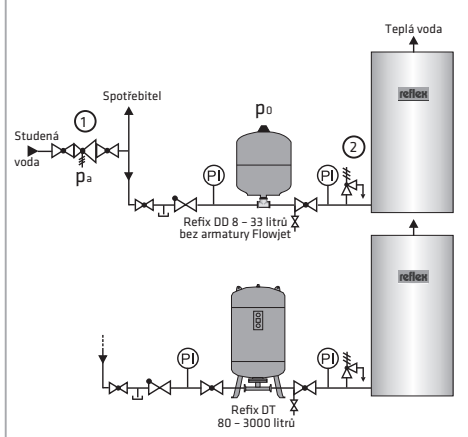 Teplá voda
Spotřebitel
1
p0
reflex
Studená
voda
pa
PI
PI
2
Refix DD 8 – 33 litrů
bez armatury Flowjet
reflex
PI
PI
Refix DT
80 – 3000 litrů